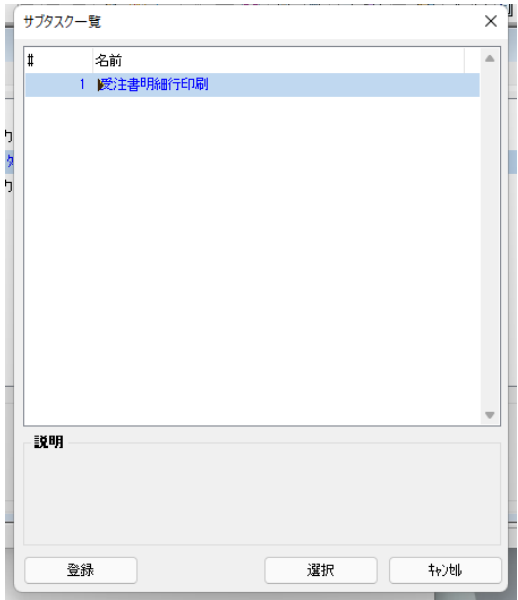 サブタスク一覧
# 名前
1 受注書明細行印刷
説明
登録 選択 ｷｬﾝｾﾙ